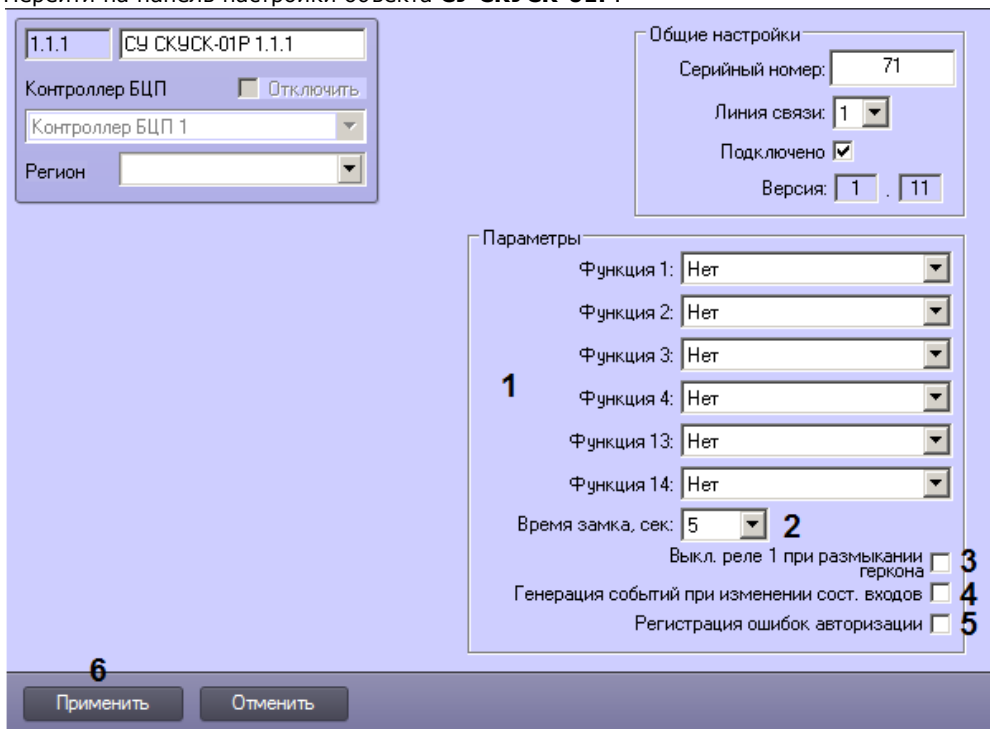 Перейти на панель настройки объекта СУ СКУСК-01Р.
1.1.1 СУ СКУСК-01Р 1.1.1
Контроллер БЦП Отключить
Контроллер БЦП 1
Регион
Общие настройки
Серийный номер: 71
Линия связи: 1
Подключено
Версия: 1 . 11
Параметры
Функция 1: Нет
Функция 2: Нет
Функция 3: Нет
1 Функция 4: Нет
Функция 13: Нет
Функция 14: Нет
Время замка, сек: 5 2
Выкл. реле 1 при размыкании
геркона 3
Генерация событий при изменении сост. входов 4
Регистрация ошибок авторизации 5
6
Применить Отменить